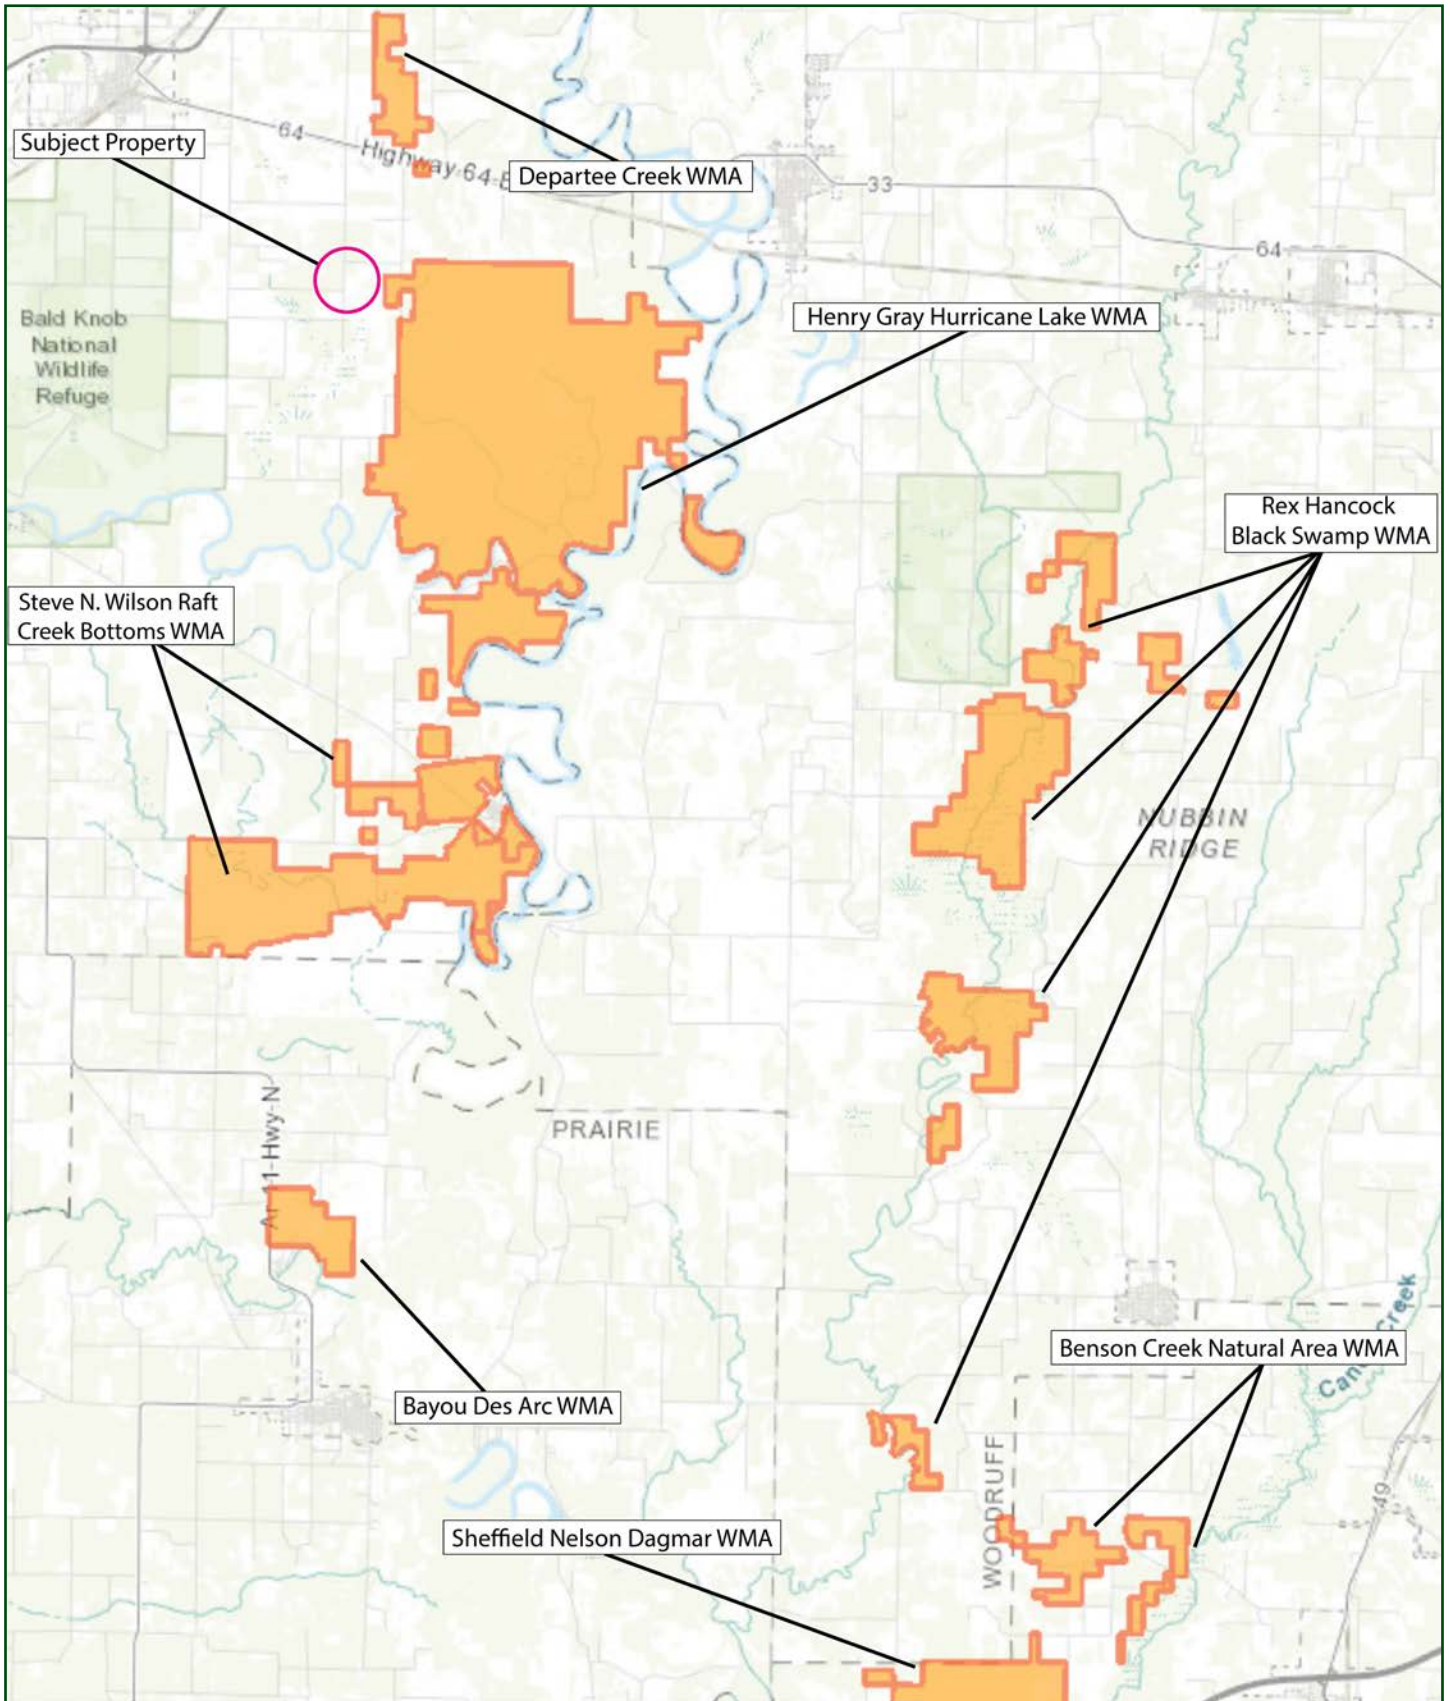 64
Highway 64 E
Subject Property
Departee Creek WMA
33
64
Henry Gray Hurricane Lake WMA
Bald Knob
National
Wildlife
Refuge
Rex Hancock
Black Swamp WMA
Steve N. Wilson Raft
Creek Bottoms WMA
NUBBIN
RIDGE
PRAIRIE
Hwy-N
Bayou Des Arc WMA
Benson Creek Natural Area WMA
Creek
WOODRUFF
49
Sheffield Nelson Dagmar WMA